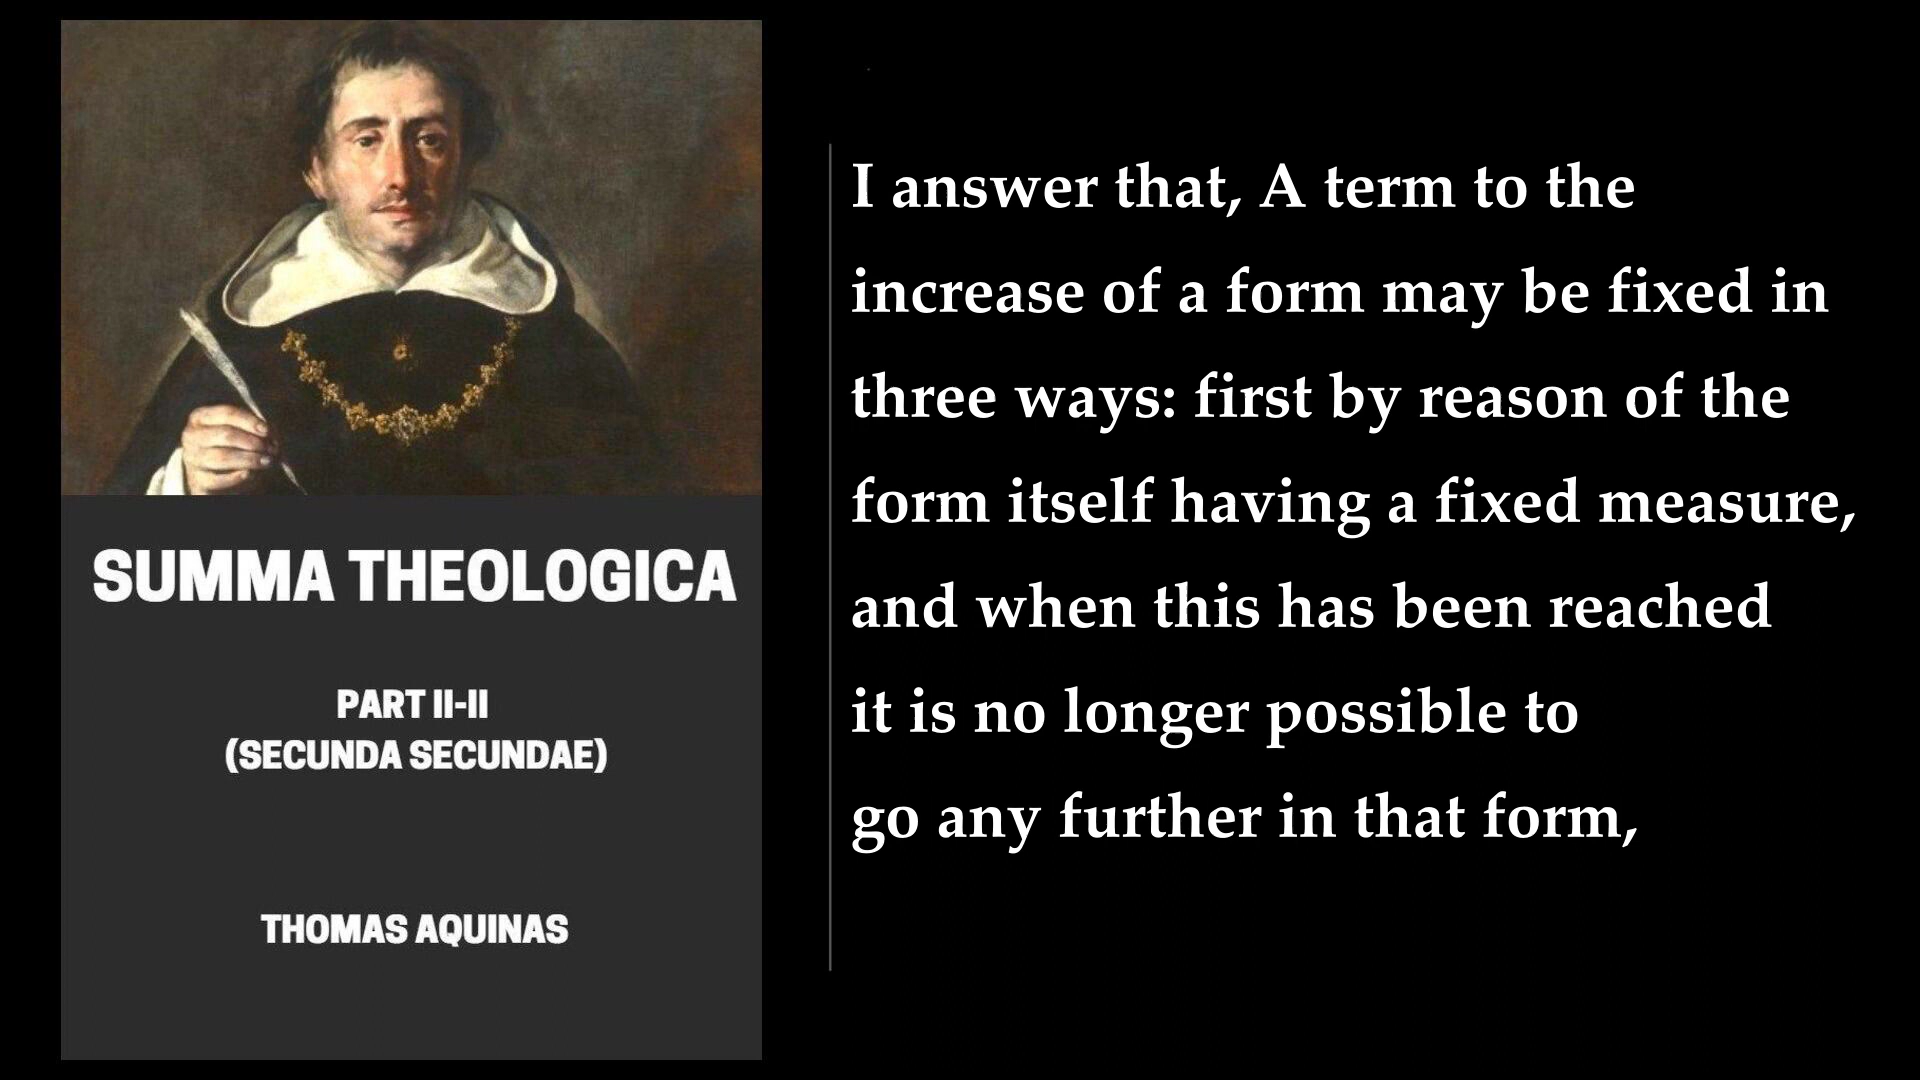 SUMMA THEOLOGICA
PART II-II
(SECUNDA SECUNDAE)
THOMAS AQUINAS
I answer that, A term to the
increase of a form may be fixed in
three ways: first by reason of the
form itself having a fixed measure,
and when this has been reached
it is no longer possible to
go any further in that form,